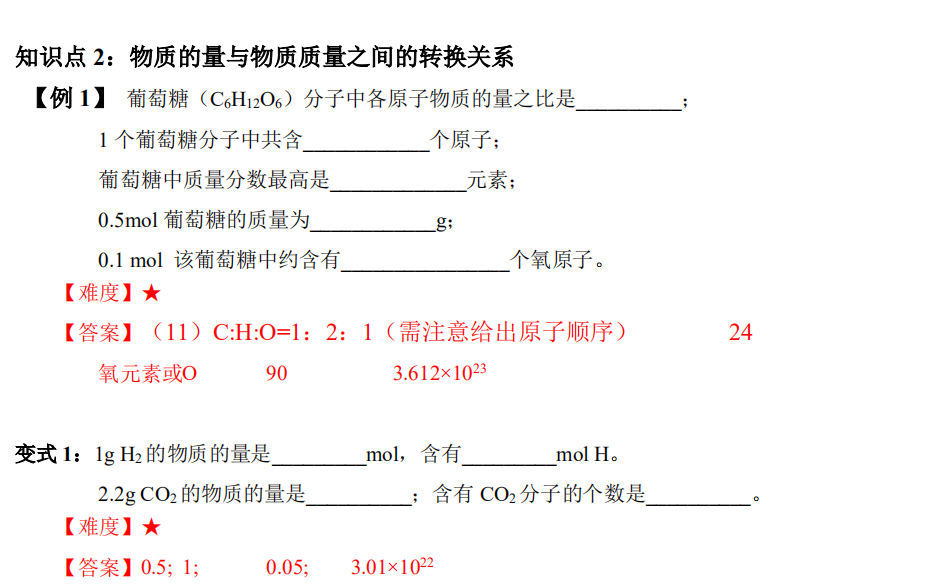 知识点 2：物质的量与物质质量之间的转换关系
【例 1】 葡萄糖（C₆H₁₂O₆）分子中各原子物质的量之比是__________；
1 个葡萄糖分子中共含____________个原子；
葡萄糖中质量分数最高是_____________元素；
0.5mol 葡萄糖的质量为____________g；
0.1 mol 该葡萄糖中约含有________________个氧原子。
【难度】★
【答案】（11）C:H:O=1：2：1（需注意给出原子顺序） 24
氧元素或O 90 3.612×10²³
变式 1：1g H₂的物质的量是_________mol，含有_________mol H。
2.2g CO₂的物质的量是__________；含有 CO₂分子的个数是__________。
【难度】★
【答案】0.5; 1; 0.05; 3.01×10²²